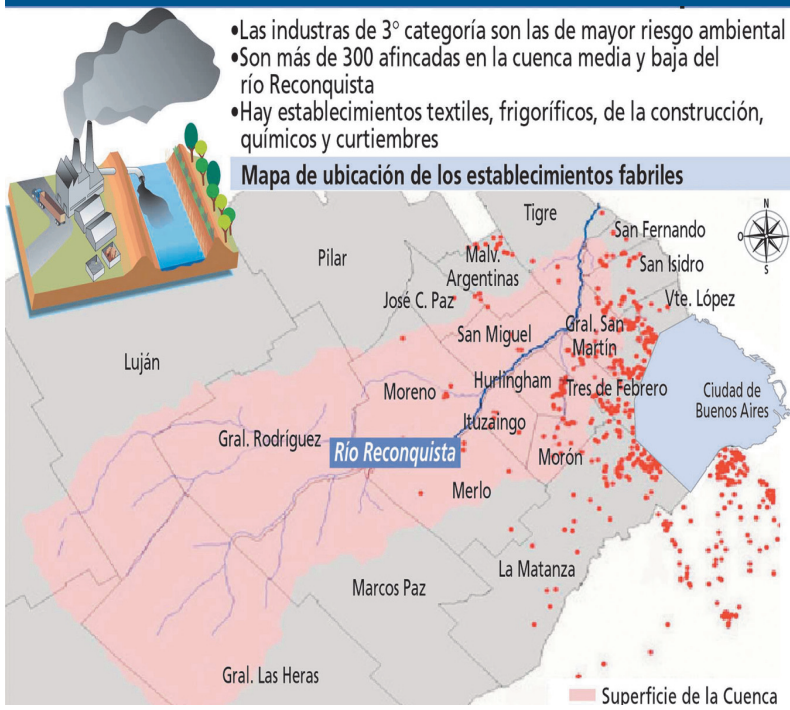 •Las industras de 3° categoría son las de mayor riesgo ambiental
•Son más de 300 afincadas en la cuenca media y baja del
río Reconquista
•Hay establecimientos textiles, frigoríficos, de la construcción,
químicos y curtiembres
Mapa de ubicación de los establecimientos fabriles
N
O
S
Tigre
San Fernando
Pilar
Malv.
Argentinas
San Isidro
José C. Paz
Vte. López
San Miguel
Gral. San
Martín
Luján
Moreno
Hurlingham
Tres de Febrero
Ciudad de
Buenos Aires
Ituzaingo
Gral. Rodríguez
Río Reconquista
Morón
Merlo
La Matanza
Marcos Paz
Gral. Las Heras
Superficie de la Cuenca